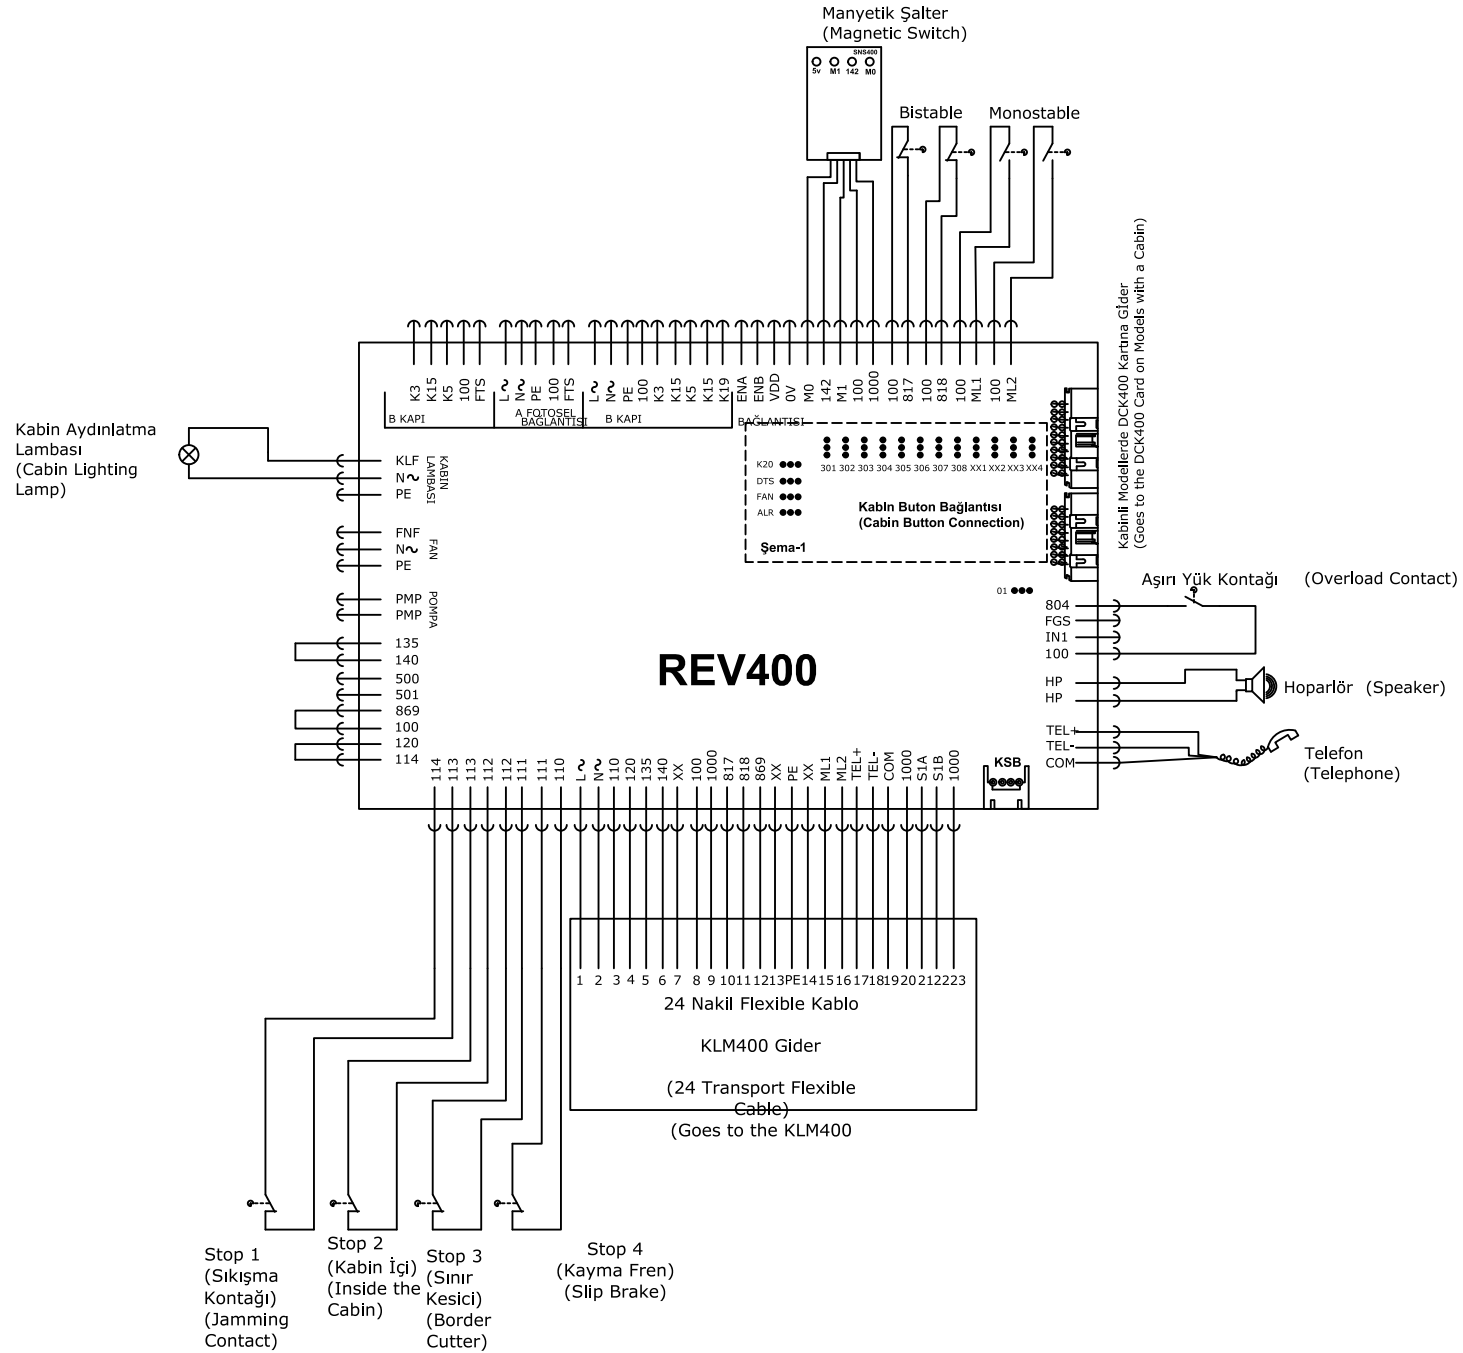 Manyetik Şalter
(Magnetic Switch)
SNS400
5v M1 142 M0
Bistable
Monostable
Kabinli Modellerde DCK400 Kartına Gider
(Goes to the DCK400 Card on Models with a Cabin)
K3 K15 K5 100 FTS L~ N~ PE 100 FTS L~ N~ PE 100 K3 K15 K5 K15 K19 ENA ENB VDD 0V M0 142 M1 100 1000 100 817 100 818 100 ML1 100 ML2
B KAPI
A FOTOSEL
BAĞLANTISI
B KAPI
BAĞLANTISI
Kabin Aydınlatma
Lambası
(Cabin Lighting
Lamp)
KLF
N~
PE
KABIN
LAMBASI
FNF
N~
PE
FAN
PMP
PMP
POMPA
135
140
500
501
869
100
120
114
K20
DTS
FAN
ALR
301 302 303 304 305 306 307 308 XX1 XX2 XX3 XX4
Kabin Buton Bağlantısı
(Cabin Button Connection)
Şema-1
01
REV400
804
FGS
IN1
100
HP
HP
TEL+
TEL-
COM
Aşırı Yük Kontağı (Overload Contact)
Hoparlör (Speaker)
Telefon
(Telephone)
KSB
114 113 113 112 112 111 111 110 L~ N~ 110 120 135 140 XX 100 1000 817 818 869 XX PE XX ML1 ML2 TEL+ TEL- COM 1000 S1A S1B 1000
1 2 3 4 5 6 7 8 9 10 11 12 13 PE 14 15 16 17 18 19 20 21 22 23
24 Nakil Flexible Kablo
KLM400 Gider
(24 Transport Flexible
Cable)
(Goes to the KLM400
Stop 1
(Sıkışma
Kontağı)
(Jamming
Contact)
Stop 2
(Kabin İçi)
(Inside the
Cabin)
Stop 3
(Sınır
Kesici)
(Border
Cutter)
Stop 4
(Kayma Fren)
(Slip Brake)